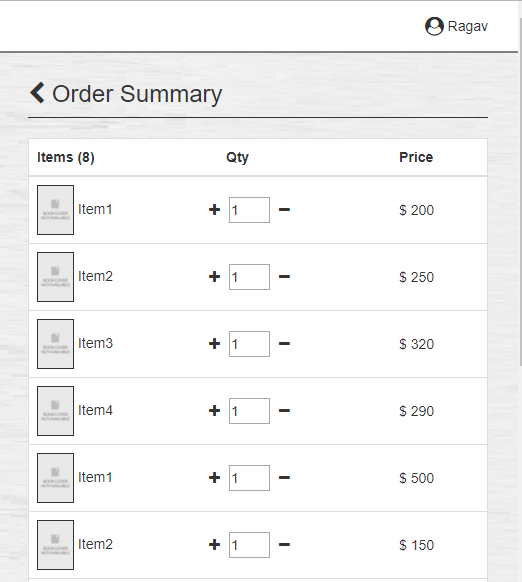 Ragav
Order Summary
Items (8) Qty Price
BOOK COVER
NOT AVAILABLE
Item1 1 $ 200
BOOK COVER
NOT AVAILABLE
Item2 1 $ 250
BOOK COVER
NOT AVAILABLE
Item3 1 $ 320
BOOK COVER
NOT AVAILABLE
Item4 1 $ 290
BOOK COVER
NOT AVAILABLE
Item1 1 $ 500
BOOK COVER
NOT AVAILABLE
Item2 1 $ 150